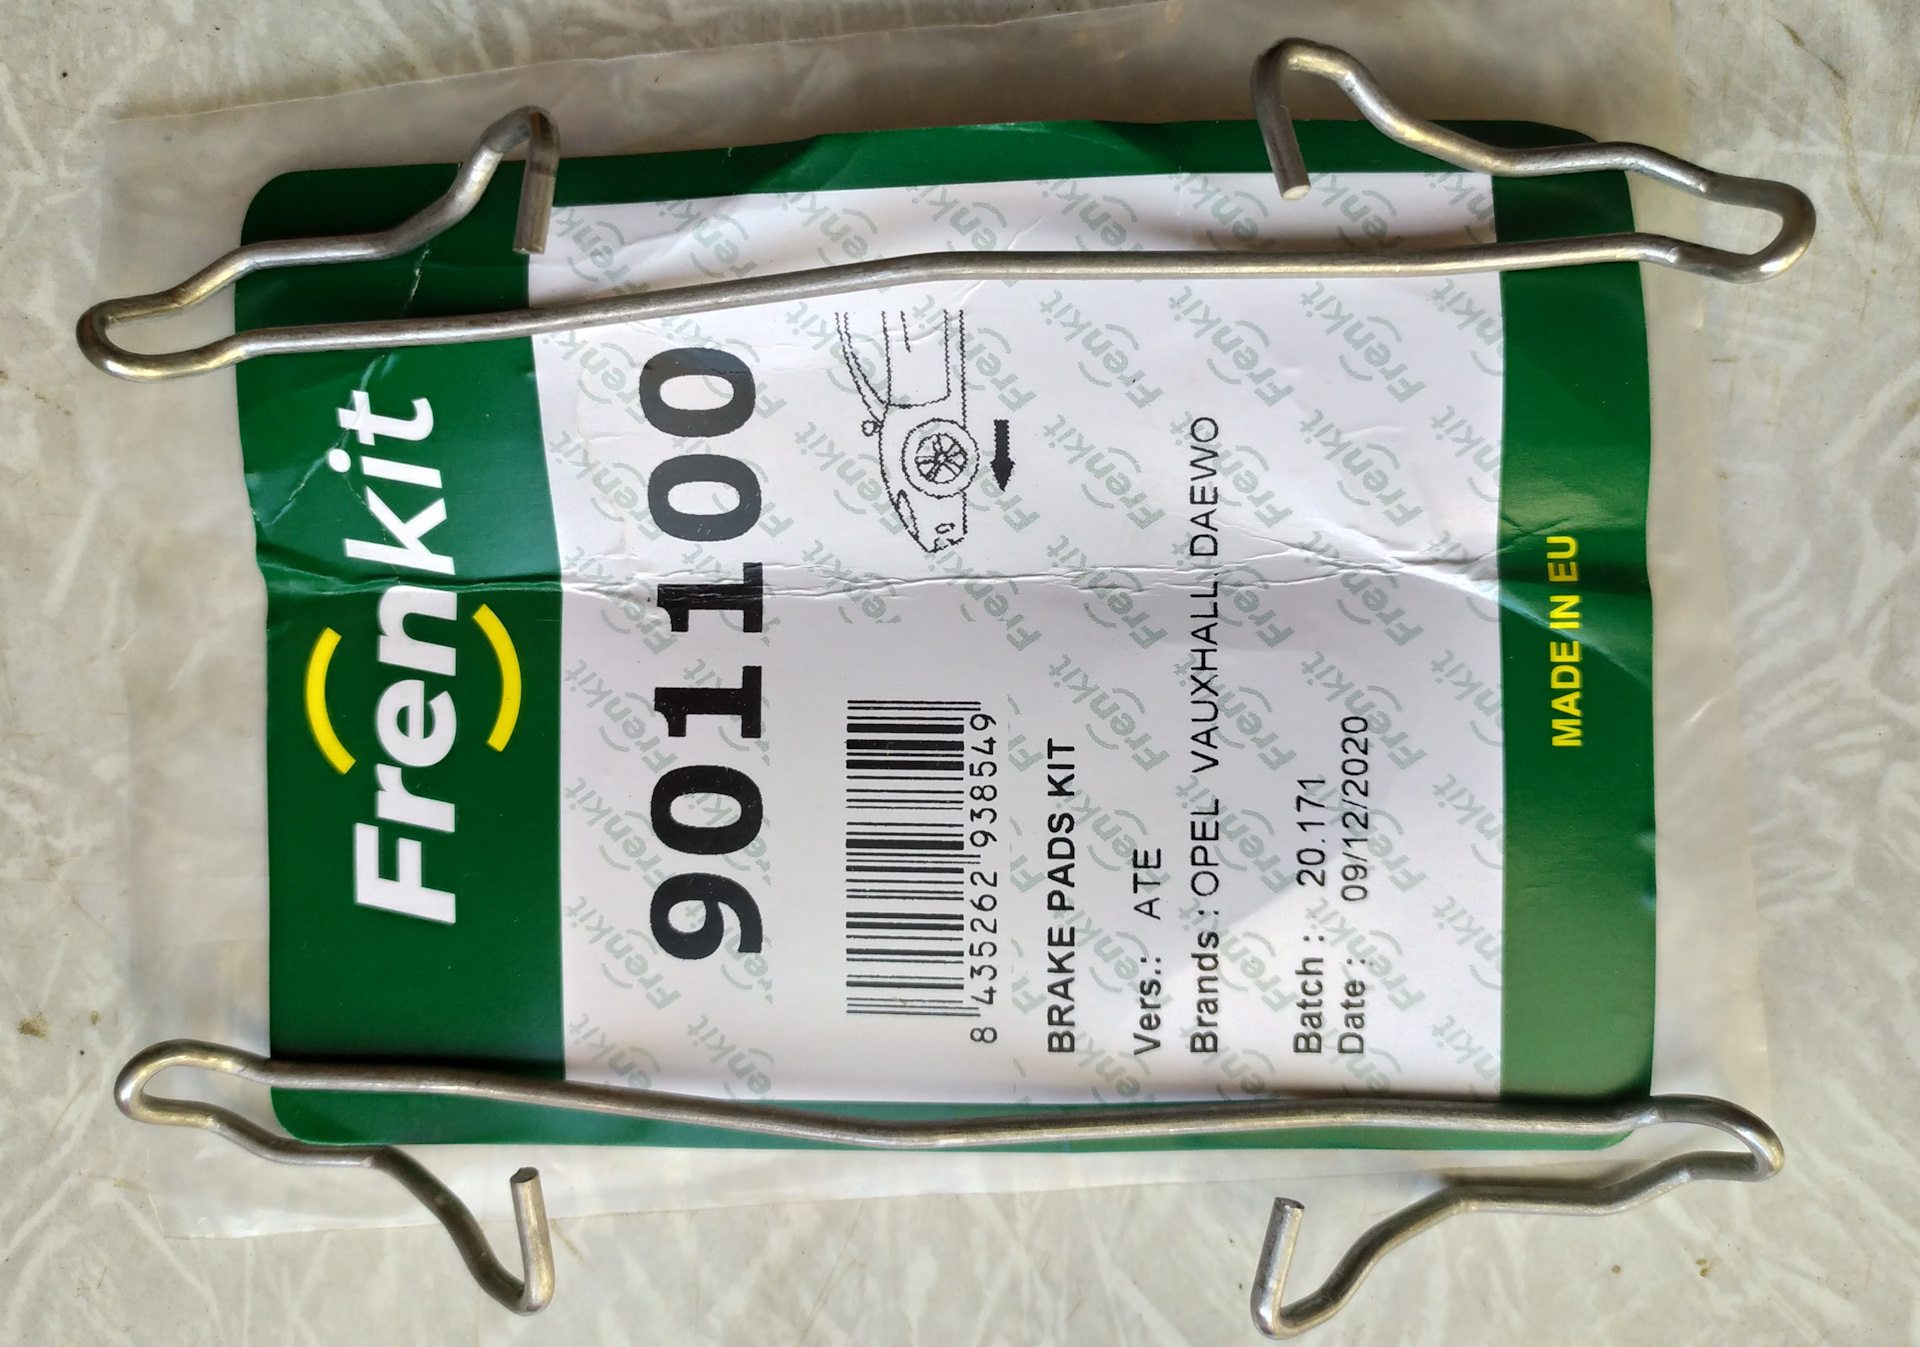 Frenkit
901100
8 435262 938549
BRAKE PADS KIT
Vers.: ATE
Brands : OPEL VAUXHALL DAEWO
Batch : 20.171
Date : 09/12/2020
MADE IN EU